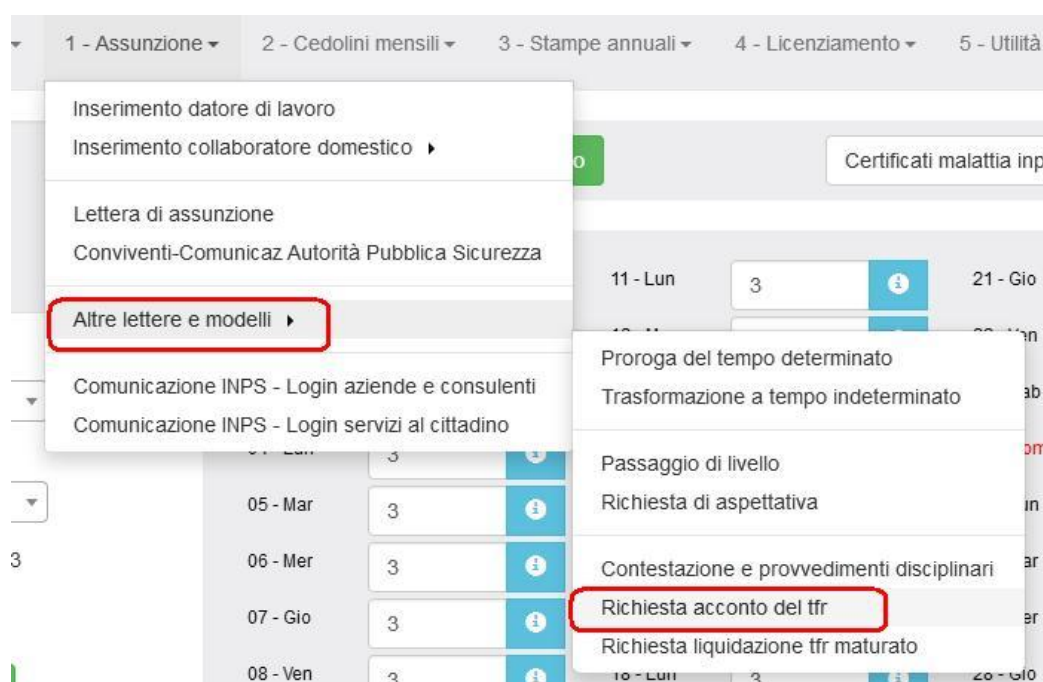 1 - Assunzione
2 - Cedolini mensili
3 - Stampe annuali
4 - Licenziamento
5 - Utilità
Inserimento datore di lavoro
Inserimento collaboratore domestico
Certificati malattia inp
Lettera di assunzione
Conviventi-Comunicaz Autorità Pubblica Sicurezza
11 - Lun
3
21 - Gio
Altre lettere e modelli
Proroga del tempo determinato
Trasformazione a tempo indeterminato
Comunicazione INPS - Login aziende e consulenti
Comunicazione INPS - Login servizi al cittadino
3
Passaggio di livello
Richiesta di aspettativa
05 - Mar
3
3
06 - Mer
3
Contestazione e provvedimenti disciplinari
Richiesta acconto del tfr
Richiesta liquidazione tfr maturato
07 - Gio
3
08 - Ven
3